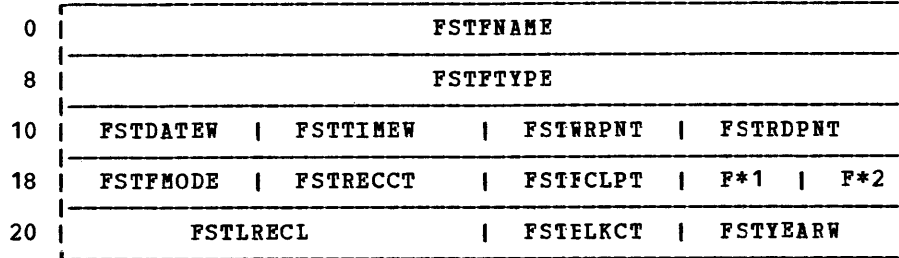 0 | FSTFNAME
8 | FSTFTYPE
10 | FSTDATEW | FSTTIMEW | FSTWRPNT | FSTRDPNT
18 | FSTFMODE | FSTRECCT | FSTFCLPT | F*1 | F*2
20 | FSTLRECL | FSTBLKCT | FSTYEARW